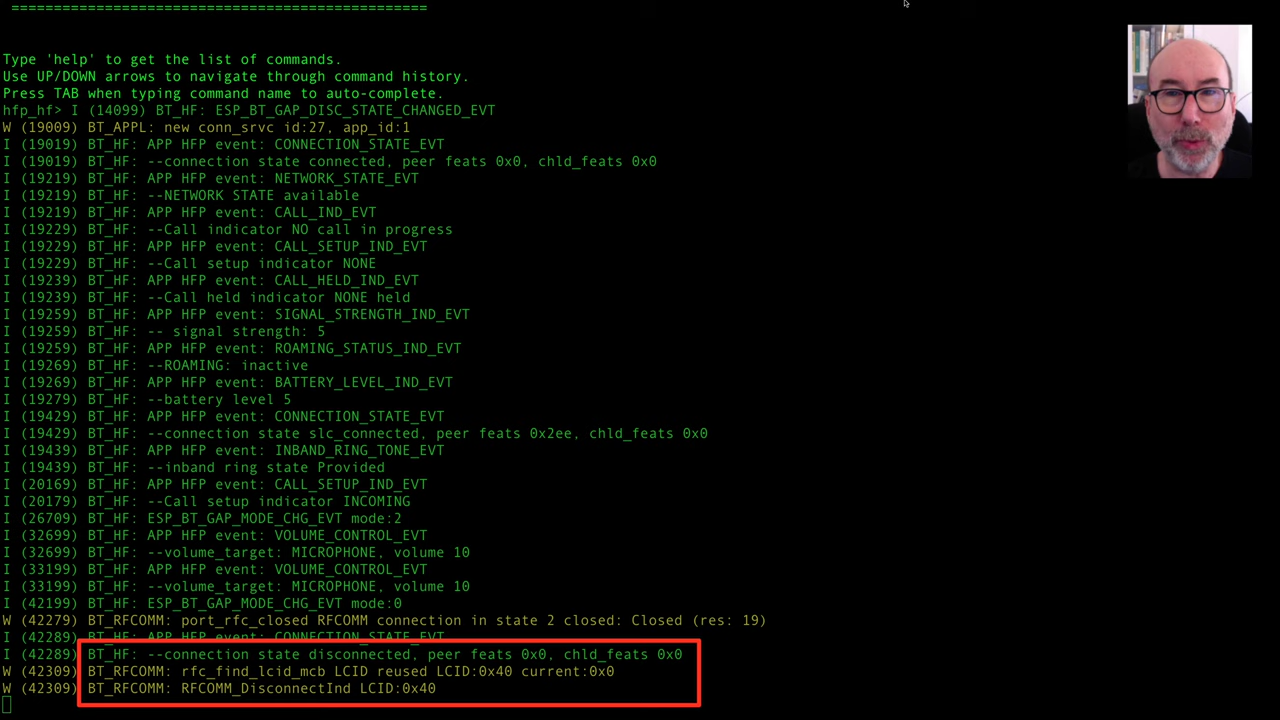 =================================================
Type 'help' to get the list of commands.
Use UP/DOWN arrows to navigate through command history.
Press TAB when typing command name to auto-complete.
hfp_hf> I (14099) BT_HF: ESP_BT_GAP_DISC_STATE_CHANGED_EVT
W (19009) BT_APPL: new conn_srvc id:27, app_id:1
I (19019) BT_HF: APP HFP event: CONNECTION_STATE_EVT
I (19019) BT_HF: --connection state connected, peer feats 0x0, chld_feats 0x0
I (19219) BT_HF: APP HFP event: NETWORK_STATE_EVT
I (19219) BT_HF: --NETWORK STATE available
I (19219) BT_HF: APP HFP event: CALL_IND_EVT
I (19229) BT_HF: --Call indicator NO call in progress
I (19229) BT_HF: APP HFP event: CALL_SETUP_IND_EVT
I (19229) BT_HF: --Call setup indicator NONE
I (19239) BT_HF: APP HFP event: CALL_HELD_IND_EVT
I (19239) BT_HF: --Call held indicator NONE held
I (19259) BT_HF: APP HFP event: SIGNAL_STRENGTH_IND_EVT
I (19259) BT_HF: -- signal strength: 5
I (19259) BT_HF: APP HFP event: ROAMING_STATUS_IND_EVT
I (19269) BT_HF: --ROAMING: inactive
I (19269) BT_HF: APP HFP event: BATTERY_LEVEL_IND_EVT
I (19279) BT_HF: --battery level 5
I (19429) BT_HF: APP HFP event: CONNECTION_STATE_EVT
I (19429) BT_HF: --connection state slc_connected, peer feats 0x2ee, chld_feats 0x0
I (19439) BT_HF: APP HFP event: INBAND_RING_TONE_EVT
I (19439) BT_HF: --inband ring state Provided
I (20169) BT_HF: APP HFP event: CALL_SETUP_IND_EVT
I (20179) BT_HF: --Call setup indicator INCOMING
I (26709) BT_HF: ESP_BT_GAP_MODE_CHG_EVT mode:2
I (32699) BT_HF: APP HFP event: VOLUME_CONTROL_EVT
I (32699) BT_HF: --volume_target: MICROPHONE, volume 10
I (33199) BT_HF: APP HFP event: VOLUME_CONTROL_EVT
I (33199) BT_HF: --volume_target: MICROPHONE, volume 10
I (42199) BT_HF: ESP_BT_GAP_MODE_CHG_EVT mode:0
W (42279) BT_RFCOMM: port_rfc_closed RFCOMM connection in state 2 closed: Closed (res: 19)
I (42289) BT_HF: APP HFP event: CONNECTION_STATE_EVT
I (42289) BT_HF: --connection state disconnected, peer feats 0x0, chld_feats 0x0
W (42309) BT_RFCOMM: rfc_find_lcid_mcb LCID reused LCID:0x40 current:0x0
W (42309) BT_RFCOMM: RFCOMM_DisconnectInd LCID:0x40